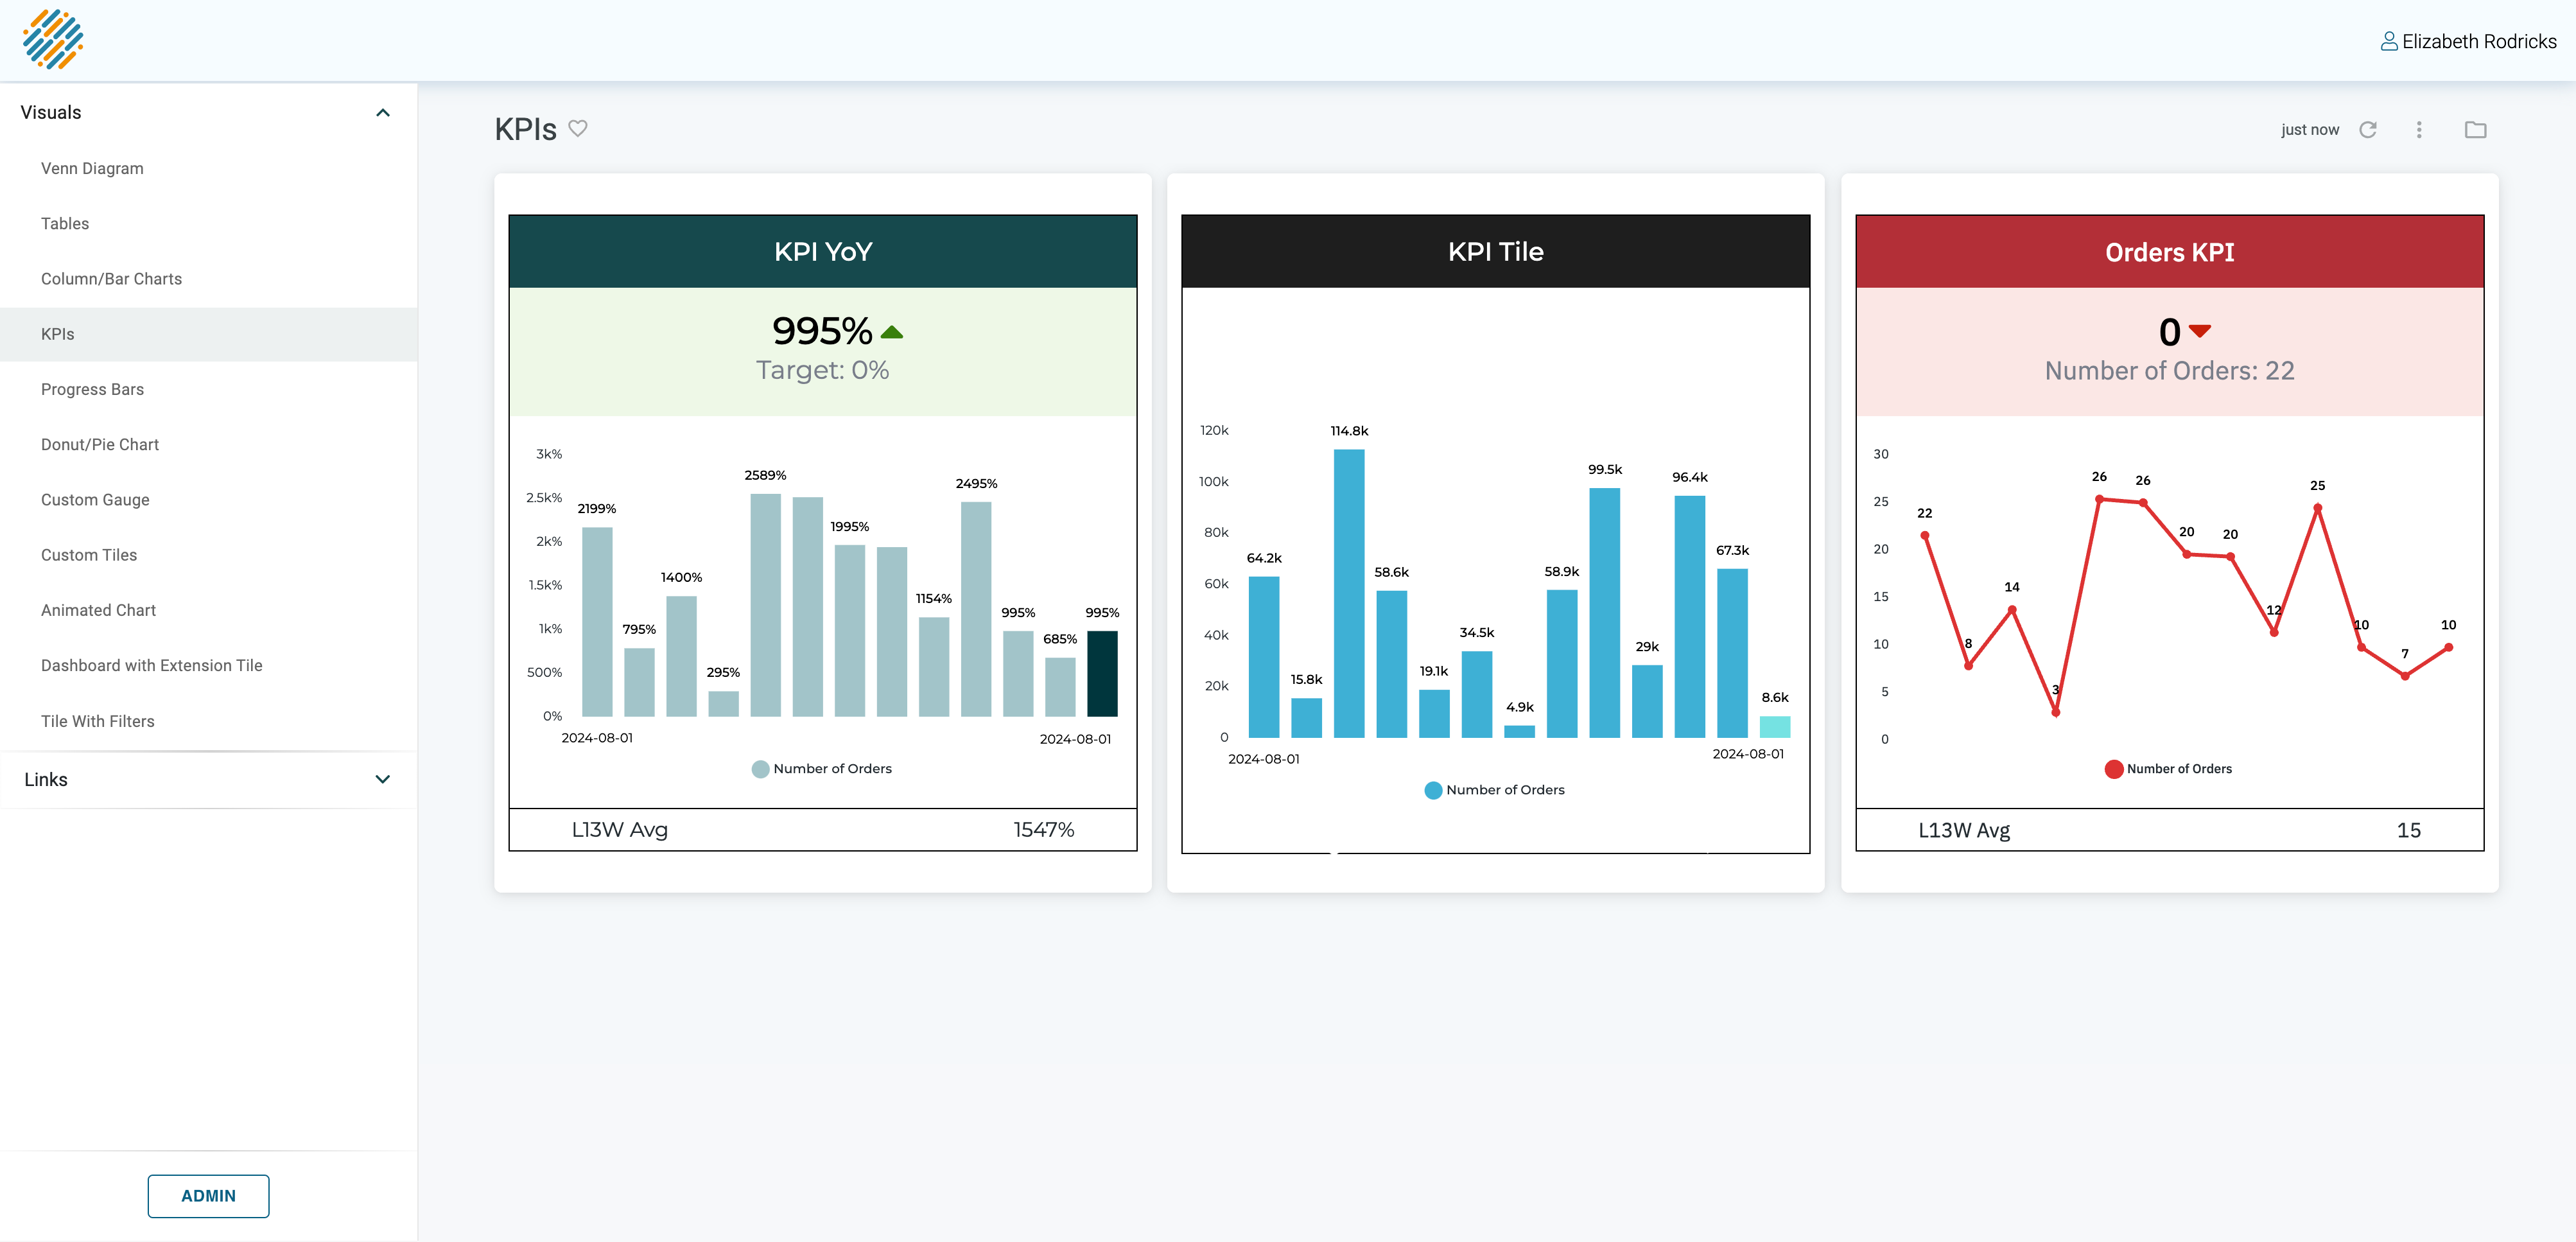 Elizabeth Rodricks
Visuals
Venn Diagram
Tables
Column/Bar Charts
KPIs
Progress Bars
Donut/Pie Chart
Custom Gauge
Custom Tiles
Animated Chart
Dashboard with Extension Tile
Tile With Filters
Links
ADMIN
KPIs
just now
KPI YoY
995%
Target: 0%
3k%
2.5k%
2k%
1.5k%
1k%
500%
0%
2199%
795%
1400%
295%
2589%
1995%
1154%
2495%
995%
685%
995%
2024-08-01
2024-08-01
Number of Orders
L13W Avg 1547%
KPI Tile
120k
100k
80k
60k
40k
20k
0
64.2k
15.8k
114.8k
58.6k
19.1k
34.5k
4.9k
58.9k
99.5k
29k
96.4k
67.3k
8.6k
2024-08-01
2024-08-01
Number of Orders
Orders KPI
0
Number of Orders: 22
30
25
20
15
10
5
0
22
8
14
3
26
26
20
20
12
25
10
7
10
Number of Orders
L13W Avg 15